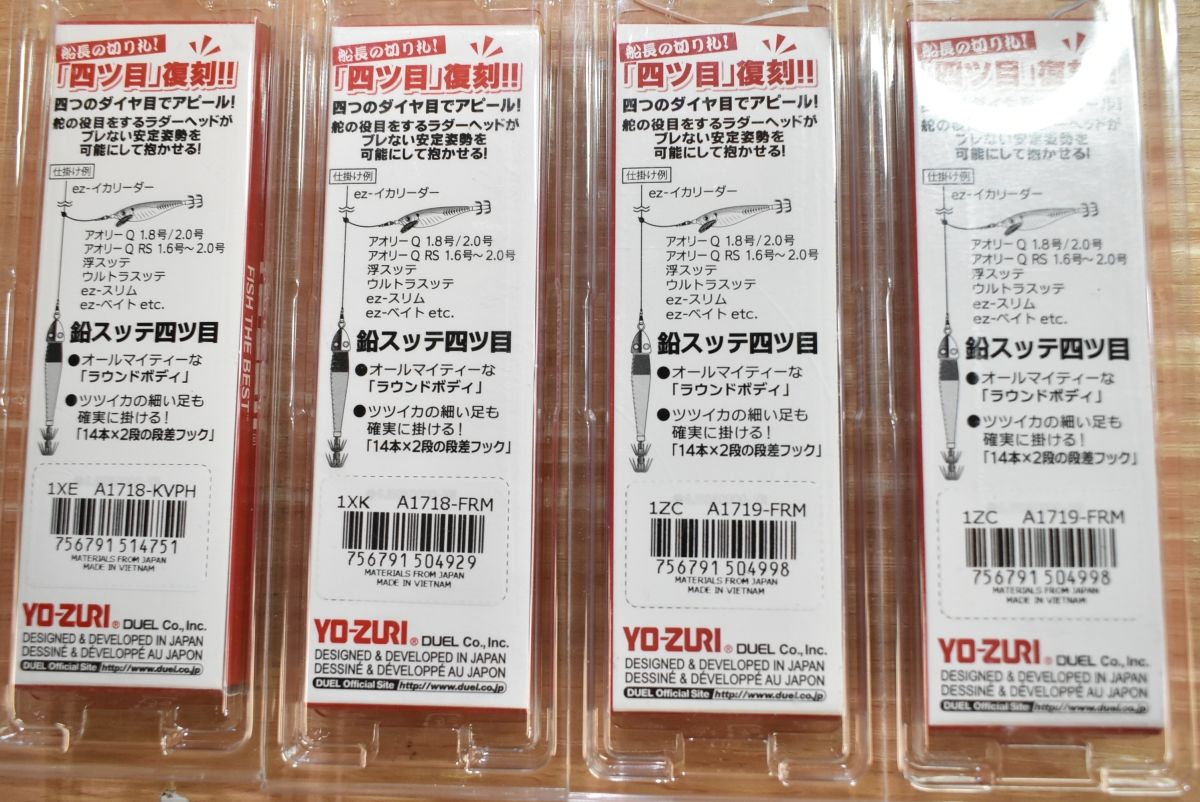 船長の切り札!
「四ツ目」復刻!!
四つのダイヤ目でアピール!
舵の役目をするラダーヘッドが
ブレない安定姿勢を
可能にして抱かせる!
仕掛け例
ez-イカリーダー
アオリーQ 1.8号/2.0号
アオリーQ RS 1.6号〜2.0号
浮スッテ
ウルトラスッテ
ez-スリム
ez-ベイト etc.
鉛スッテ四ツ目
●オールマイティーな
「ラウンドボディ」
●ツツイカの細い足も
確実に掛ける!
「14本×2段の段差フック」
1XE A1718-KVPH
756791 514751
MATERIALS FROM JAPAN
MADE IN VIETNAM
YO-ZURI® DUEL Co., Inc.
DESIGNED & DEVELOPED IN JAPAN
DESSINÉ & DÉVELOPPÉ AU JAPON
DUEL Official Site http://www.duel.co.jp
FISH THE BEST
船長の切り札!
「四ツ目」復刻!!
四つのダイヤ目でアピール!
舵の役目をするラダーヘッドが
ブレない安定姿勢を
可能にして抱かせる!
仕掛け例
ez-イカリーダー
アオリーQ 1.8号/2.0号
アオリーQ RS 1.6号〜2.0号
浮スッテ
ウルトラスッテ
ez-スリム
ez-ベイト etc.
鉛スッテ四ツ目
●オールマイティーな
「ラウンドボディ」
●ツツイカの細い足も
確実に掛ける!
「14本×2段の段差フック」
1XK A1718-FRM
756791 504929
MATERIALS FROM JAPAN
MADE IN VIETNAM
YO-ZURI® DUEL Co., Inc.
DESIGNED & DEVELOPED IN JAPAN
DESSINÉ & DÉVELOPPÉ AU JAPON
DUEL Official Site http://www.duel.co.jp
船長の切り札!
「四ツ目」復刻!!
四つのダイヤ目でアピール!
舵の役目をするラダーヘッドが
ブレない安定姿勢を
可能にして抱かせる!
仕掛け例
ez-イカリーダー
アオリーQ 1.8号/2.0号
アオリーQ RS 1.6号〜2.0号
浮スッテ
ウルトラスッテ
ez-スリム
ez-ベイト etc.
鉛スッテ四ツ目
●オールマイティーな
「ラウンドボディ」
●ツツイカの細い足も
確実に掛ける!
「14本×2段の段差フック」
1ZC A1719-FRM
756791 504998
MATERIALS FROM JAPAN
MADE IN VIETNAM
YO-ZURI® DUEL Co., Inc.
DESIGNED & DEVELOPED IN JAPAN
DESSINÉ & DÉVELOPPÉ AU JAPON
DUEL Official Site http://www.duel.co.jp
船長の切り札!
「四ツ目」復刻!!
四つのダイヤ目でアピール!
舵の役目をするラダーヘッドが
ブレない安定姿勢を
可能にして抱かせる!
仕掛け例
ez-イカリーダー
アオリーQ 1.8号/2.0号
アオリーQ RS 1.6号〜2.0号
浮スッテ
ウルトラスッテ
ez-スリム
ez-ベイト etc.
鉛スッテ四ツ目
●オールマイティーな
「ラウンドボディ」
●ツツイカの細い足も
確実に掛ける!
「14本×2段の段差フック」
1ZC A1719-FRM
756791 504998
MATERIALS FROM JAPAN
MADE IN VIETNAM
YO-ZURI® DUEL Co., Inc.
DESIGNED & DEVELOPED IN JAPAN
DESSINÉ & DÉVELOPPÉ AU JAPON
DUEL Official Site http://www.duel.co.jp